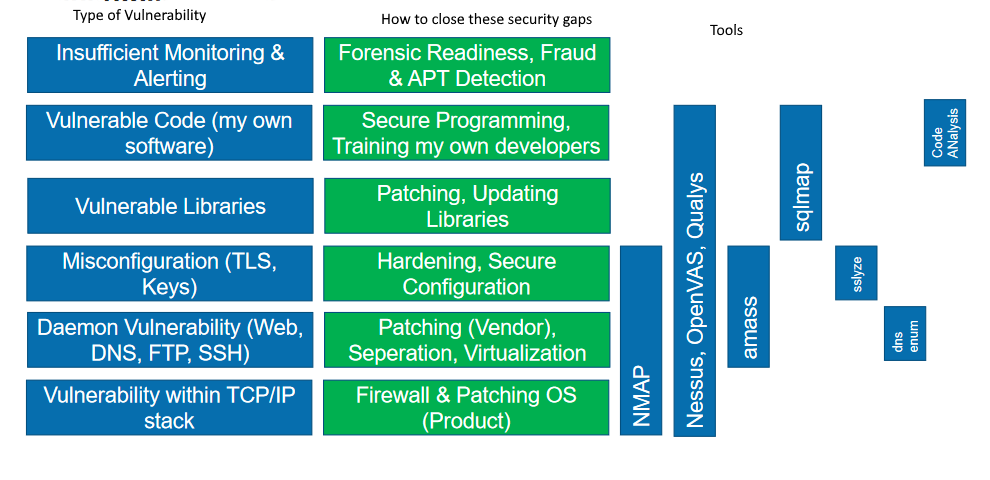 Type of Vulnerability
How to close these security gaps
Tools
Insufficient Monitoring &
Alerting
Forensic Readiness, Fraud
& APT Detection
Vulnerable Code (my own
software)
Secure Programming,
Training my own developers
Vulnerable Libraries
Patching, Updating
Libraries
Misconfiguration (TLS,
Keys)
Hardening, Secure
Configuration
Daemon Vulnerability (Web,
DNS, FTP, SSH)
Patching (Vendor),
Seperation, Virtualization
Vulnerability within TCP/IP
stack
Firewall & Patching OS
(Product)
NMAP
Nessus, OpenVAS, Qualys
amass
sqlmap
sslyze
dns
enum
Code
ANalysis